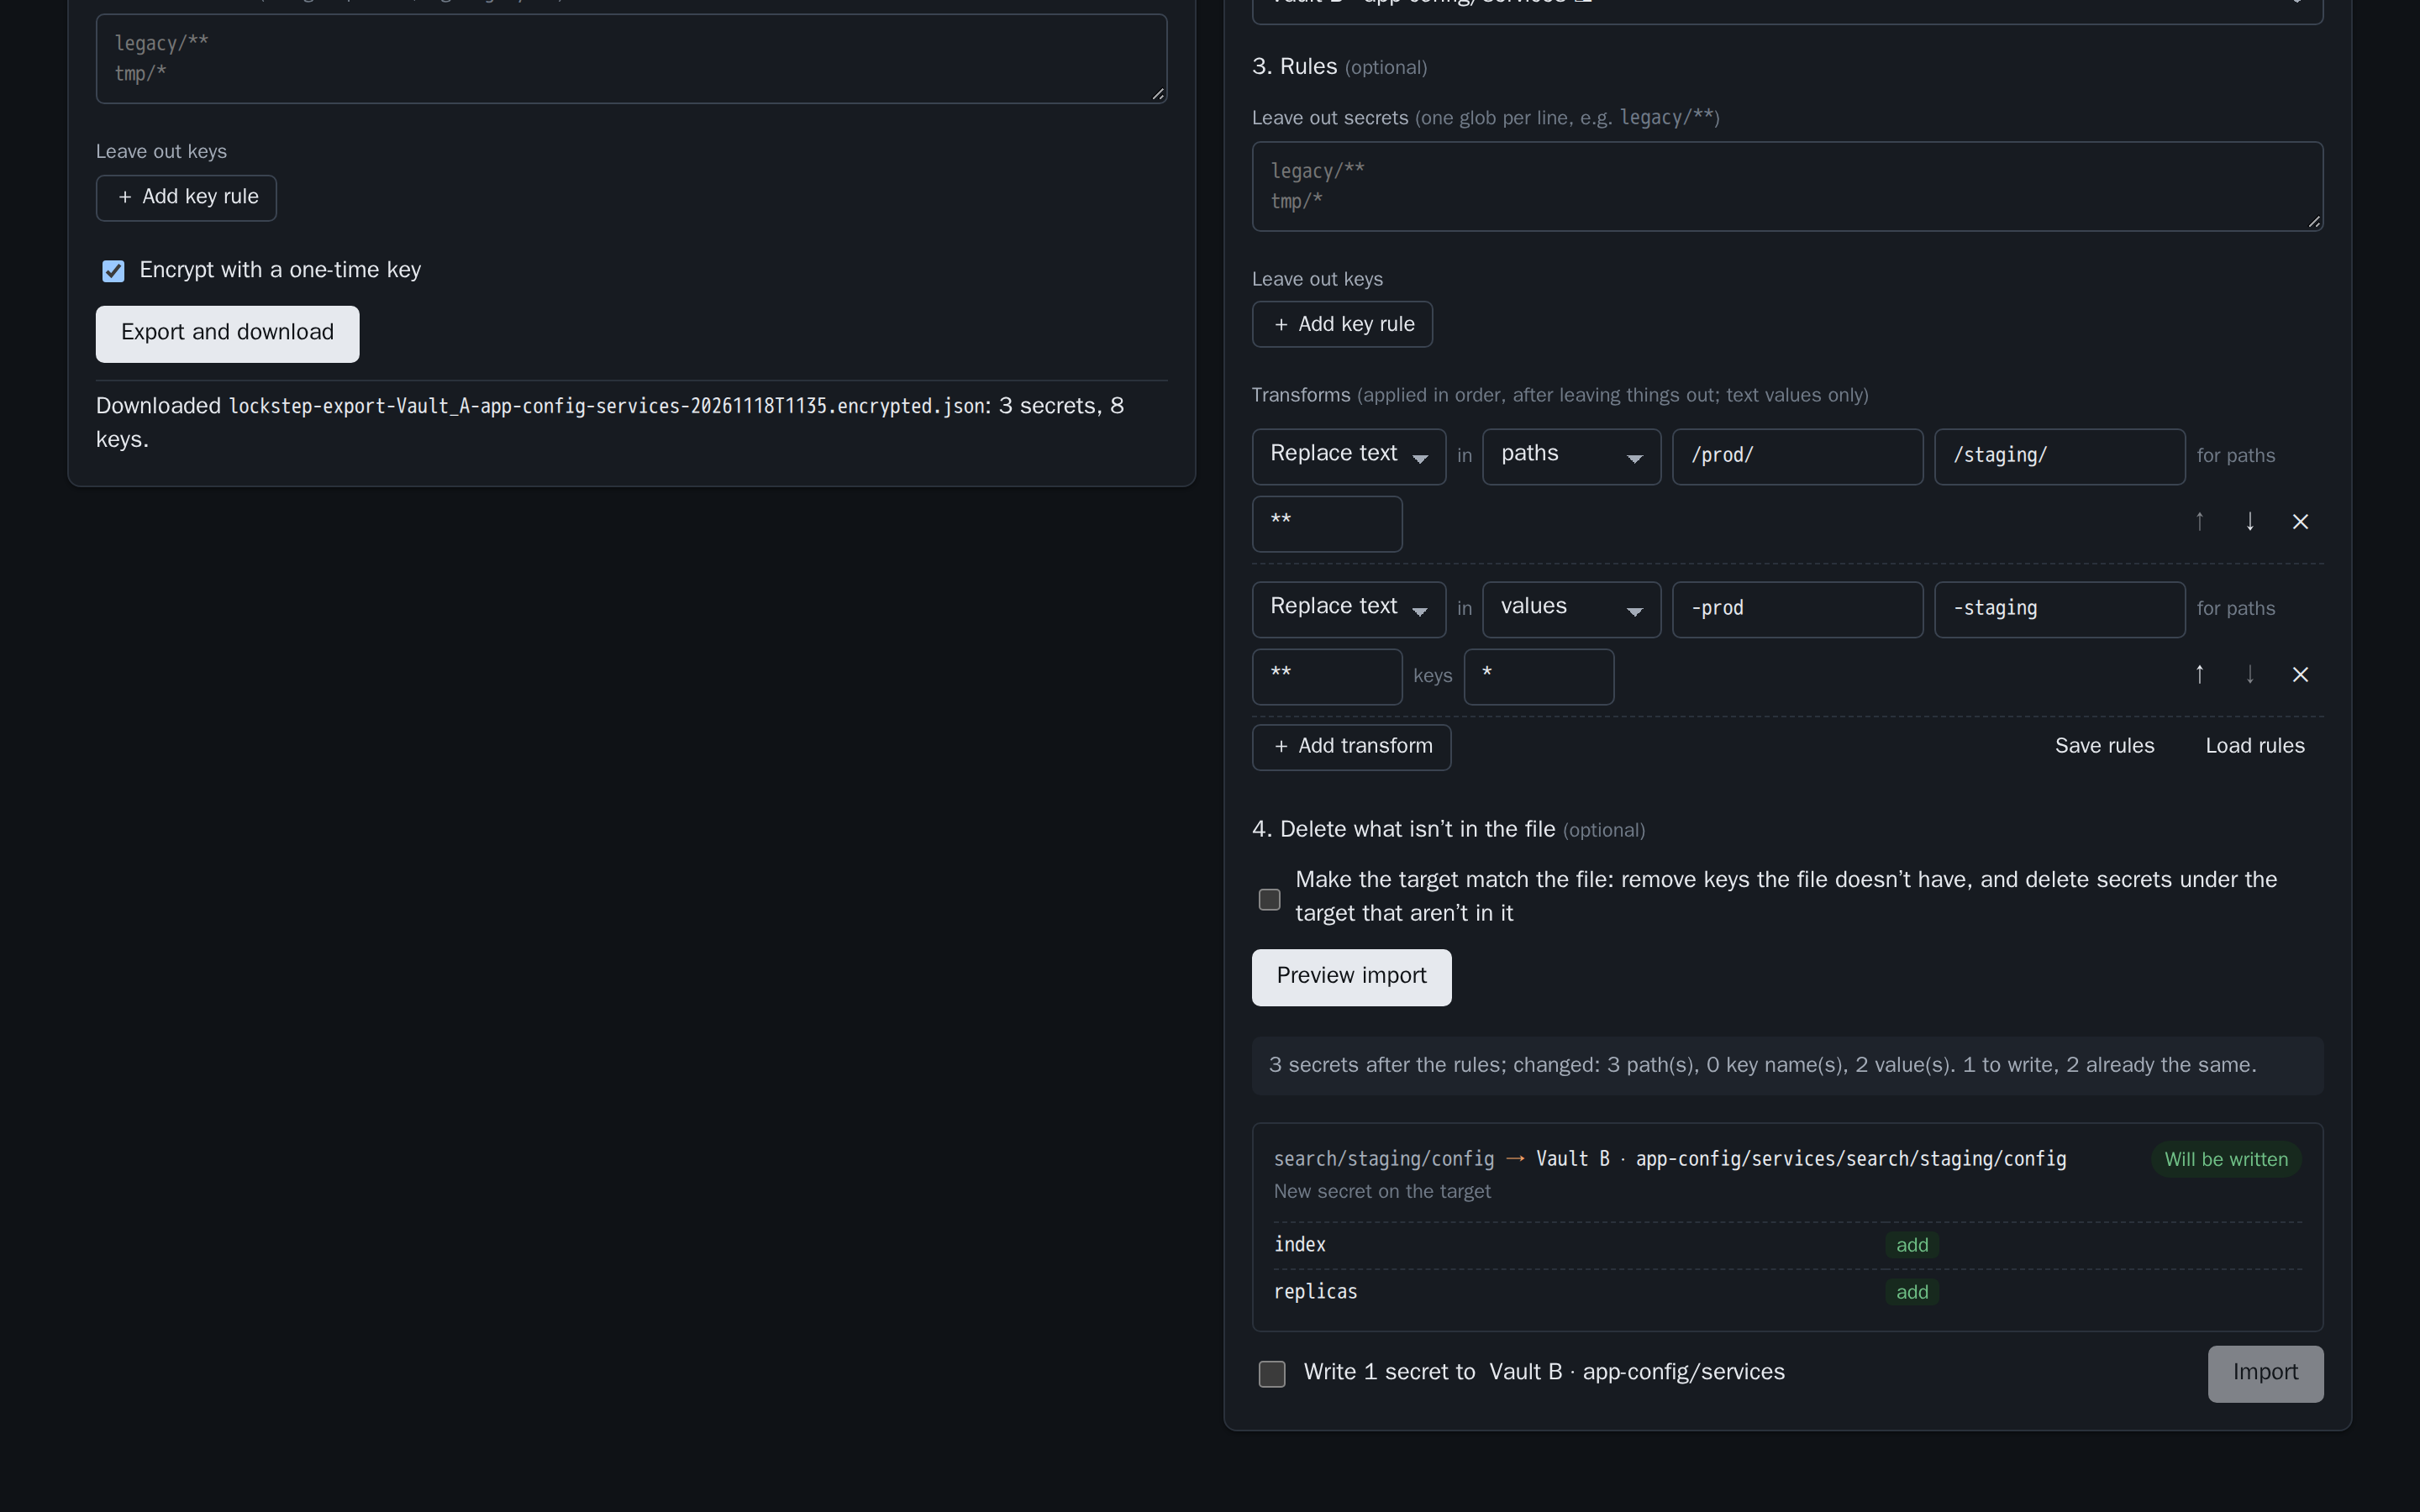 legacy/**
tmp/*
Leave out keys
+ Add key rule
Encrypt with a one-time key
Export and download
Downloaded lockstep-export-Vault_A-app-config-services-20261118T1135.encrypted.json: 3 secrets, 8
keys.
3. Rules (optional)
Leave out secrets (one glob per line, e.g. legacy/**)
legacy/**
tmp/*
Leave out keys
+ Add key rule
Transforms (applied in order, after leaving things out; text values only)
Replace text in paths /prod/ /staging/ for paths
** ↑ ↓ ×
Replace text in values -prod -staging for paths
** keys * ↑ ↓ ×
+ Add transform Save rules Load rules
4. Delete what isn’t in the file (optional)
Make the target match the file: remove keys the file doesn’t have, and delete secrets under the
target that aren’t in it
Preview import
3 secrets after the rules; changed: 3 path(s), 0 key name(s), 2 value(s). 1 to write, 2 already the same.
search/staging/config → Vault B · app-config/services/search/staging/config Will be written
New secret on the target
index add
replicas add
Write 1 secret to Vault B · app-config/services Import